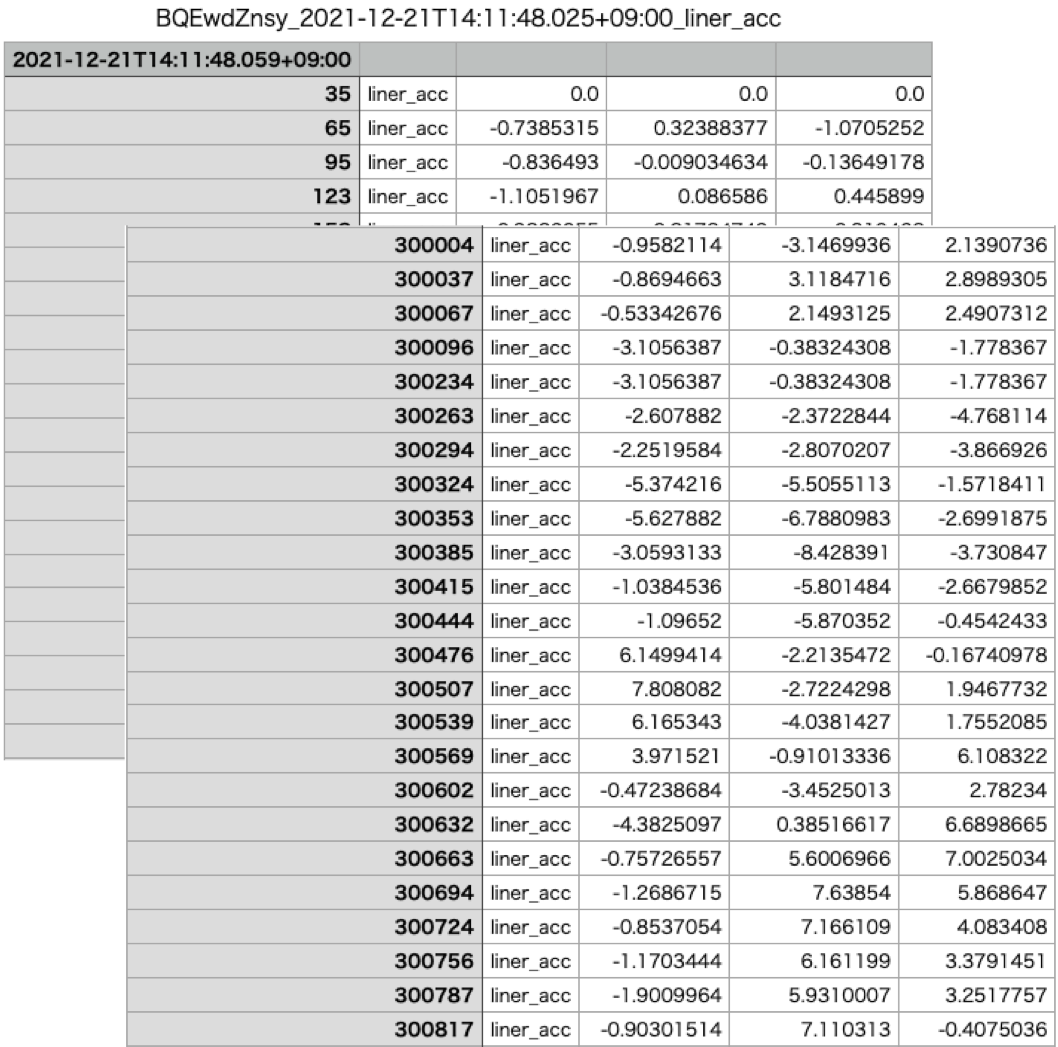 BQEwdZnsy_2021-12-21T14:11:48.025+09:00_liner_acc
2021-12-21T14:11:48.059+09:00
35 liner_acc 0.0 0.0 0.0
65 liner_acc -0.7385315 0.32388377 -1.0705252
95 liner_acc -0.836493 -0.009034634 -0.13649178
123 liner_acc -1.1051967 0.086586 0.445899
300004 liner_acc -0.9582114 -3.1469936 2.1390736
300037 liner_acc -0.8694663 3.1184716 2.8989305
300067 liner_acc -0.53342676 2.1493125 2.4907312
300096 liner_acc -3.1056387 -0.38324308 -1.778367
300234 liner_acc -3.1056387 -0.38324308 -1.778367
300263 liner_acc -2.607882 -2.3722844 -4.768114
300294 liner_acc -2.2519584 -2.8070207 -3.866926
300324 liner_acc -5.374216 -5.5055113 -1.5718411
300353 liner_acc -5.627882 -6.7880983 -2.6991875
300385 liner_acc -3.0593133 -8.428391 -3.730847
300415 liner_acc -1.0384536 -5.801484 -2.6679852
300444 liner_acc -1.09652 -5.870352 -0.4542433
300476 liner_acc 6.1499414 -2.2135472 -0.16740978
300507 liner_acc 7.808082 -2.7224298 1.9467732
300539 liner_acc 6.165343 -4.0381427 1.7552085
300569 liner_acc 3.971521 -0.91013336 6.108322
300602 liner_acc -0.47238684 -3.4525013 2.78234
300632 liner_acc -4.3825097 0.38516617 6.6898665
300663 liner_acc -0.75726557 5.6006966 7.0025034
300694 liner_acc -1.2686715 7.63854 5.868647
300724 liner_acc -0.8537054 7.166109 4.083408
300756 liner_acc -1.1703444 6.161199 3.3791451
300787 liner_acc -1.9009964 5.9310007 3.2517757
300817 liner_acc -0.90301514 7.110313 -0.4075036